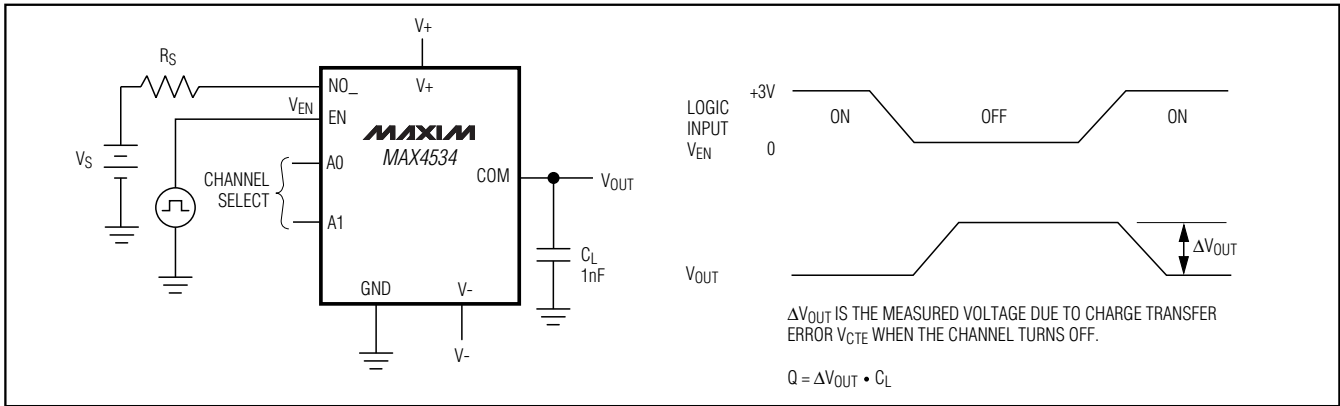 V+
RS
NO_
V+
VEN
EN
MAXIM
MAX4534
VS
A0
CHANNEL
SELECT
A1
COM
VOUT
CL
1nF
GND
V-
V-
LOGIC
INPUT
VEN
+3V
0
ON
OFF
ON
VOUT
ΔVOUT
ΔVOUT IS THE MEASURED VOLTAGE DUE TO CHARGE TRANSFER
ERROR VCTE WHEN THE CHANNEL TURNS OFF.
Q = ΔVOUT • CL